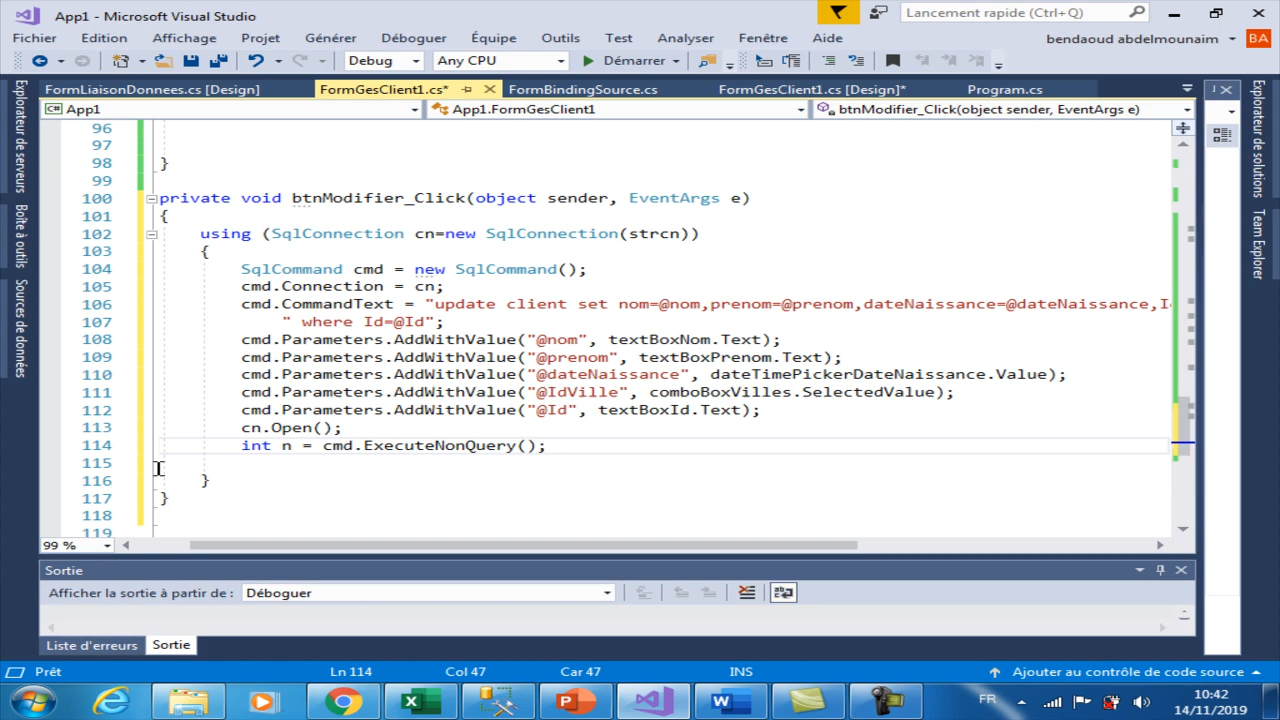 App1 - Microsoft Visual Studio
Lancement rapide (Ctrl+Q)
Fichier Edition Affichage Projet Générer Déboguer Équipe Outils Test Analyser Fenêtre Aide
bendaoud abdelmounaim BA
Debug Any CPU Démarrer
FormLiaisonDonnees.cs [Design] FormGesClient1.cs* FormBindingSource.cs FormGesClient1.cs [Design]* Program.cs
App1 App1.FormGesClient1 btnModifier_Click(object sender, EventArgs e)
Explorateur de serveurs
Boîte à outils
Sources de données
Explorateur de solutions
Team Explorer
96
97
98 }
99
100 private void btnModifier_Click(object sender, EventArgs e)
101 {
102 using (SqlConnection cn=new SqlConnection(strcn))
103 {
104 SqlCommand cmd = new SqlCommand();
105 cmd.Connection = cn;
106 cmd.CommandText = "update client set nom=@nom,prenom=@prenom,dateNaissance=@dateNaissance,
107 " where Id=@Id";
108 cmd.Parameters.AddWithValue("@nom", textBoxNom.Text);
109 cmd.Parameters.AddWithValue("@prenom", textBoxPrenom.Text);
110 cmd.Parameters.AddWithValue("@dateNaissance", dateTimePickerDateNaissance.Value);
111 cmd.Parameters.AddWithValue("@IdVille", comboBoxVilles.SelectedValue);
112 cmd.Parameters.AddWithValue("@Id", textBoxId.Text);
113 cn.Open();
114 int n = cmd.ExecuteNonQuery();
115
116 }
117 }
118
119
99 %
Sortie
Afficher la sortie à partir de : Déboguer
Liste d'erreurs Sortie
Prêt Ln 114 Col 47 Car 47 INS Ajouter au contrôle de code source
FR 10:42
14/11/2019